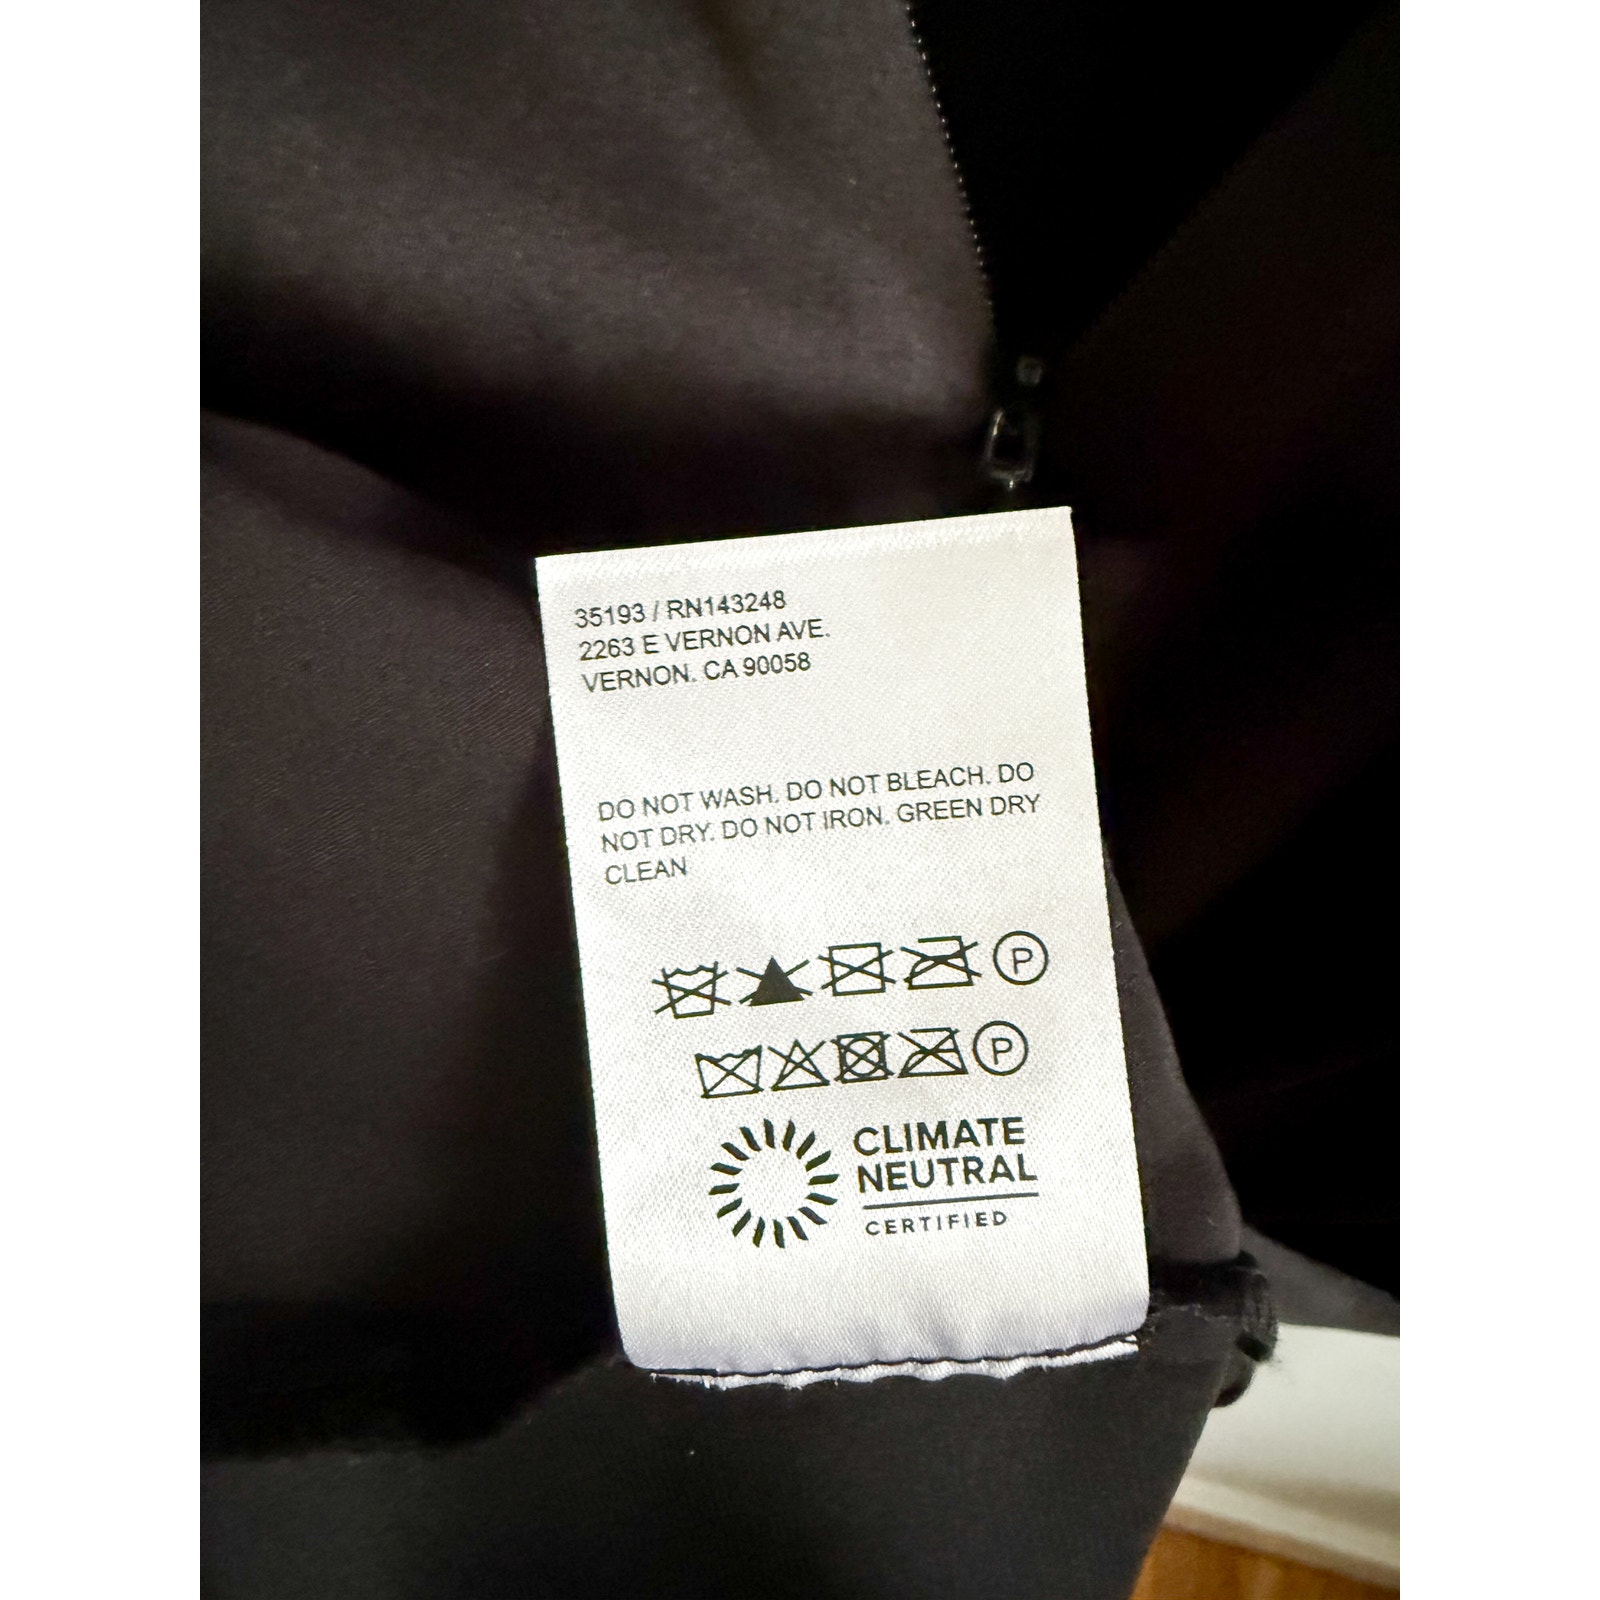 35193 / RN143248
2263 E VERNON AVE.
VERNON. CA 90058
DO NOT WASH. DO NOT BLEACH. DO
NOT DRY. DO NOT IRON. GREEN DRY
CLEAN
P
P
CLIMATE
NEUTRAL
CERTIFIED